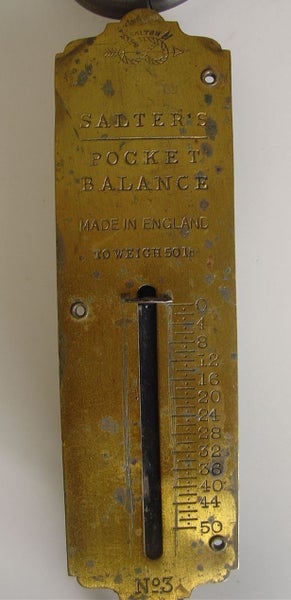 SALTER
SALTER'S
POCKET
BALANCE
MADE IN ENGLAND
TO WEIGH 50 lb
0
4
8
12
16
20
24
28
32
36
40
44
50
No3